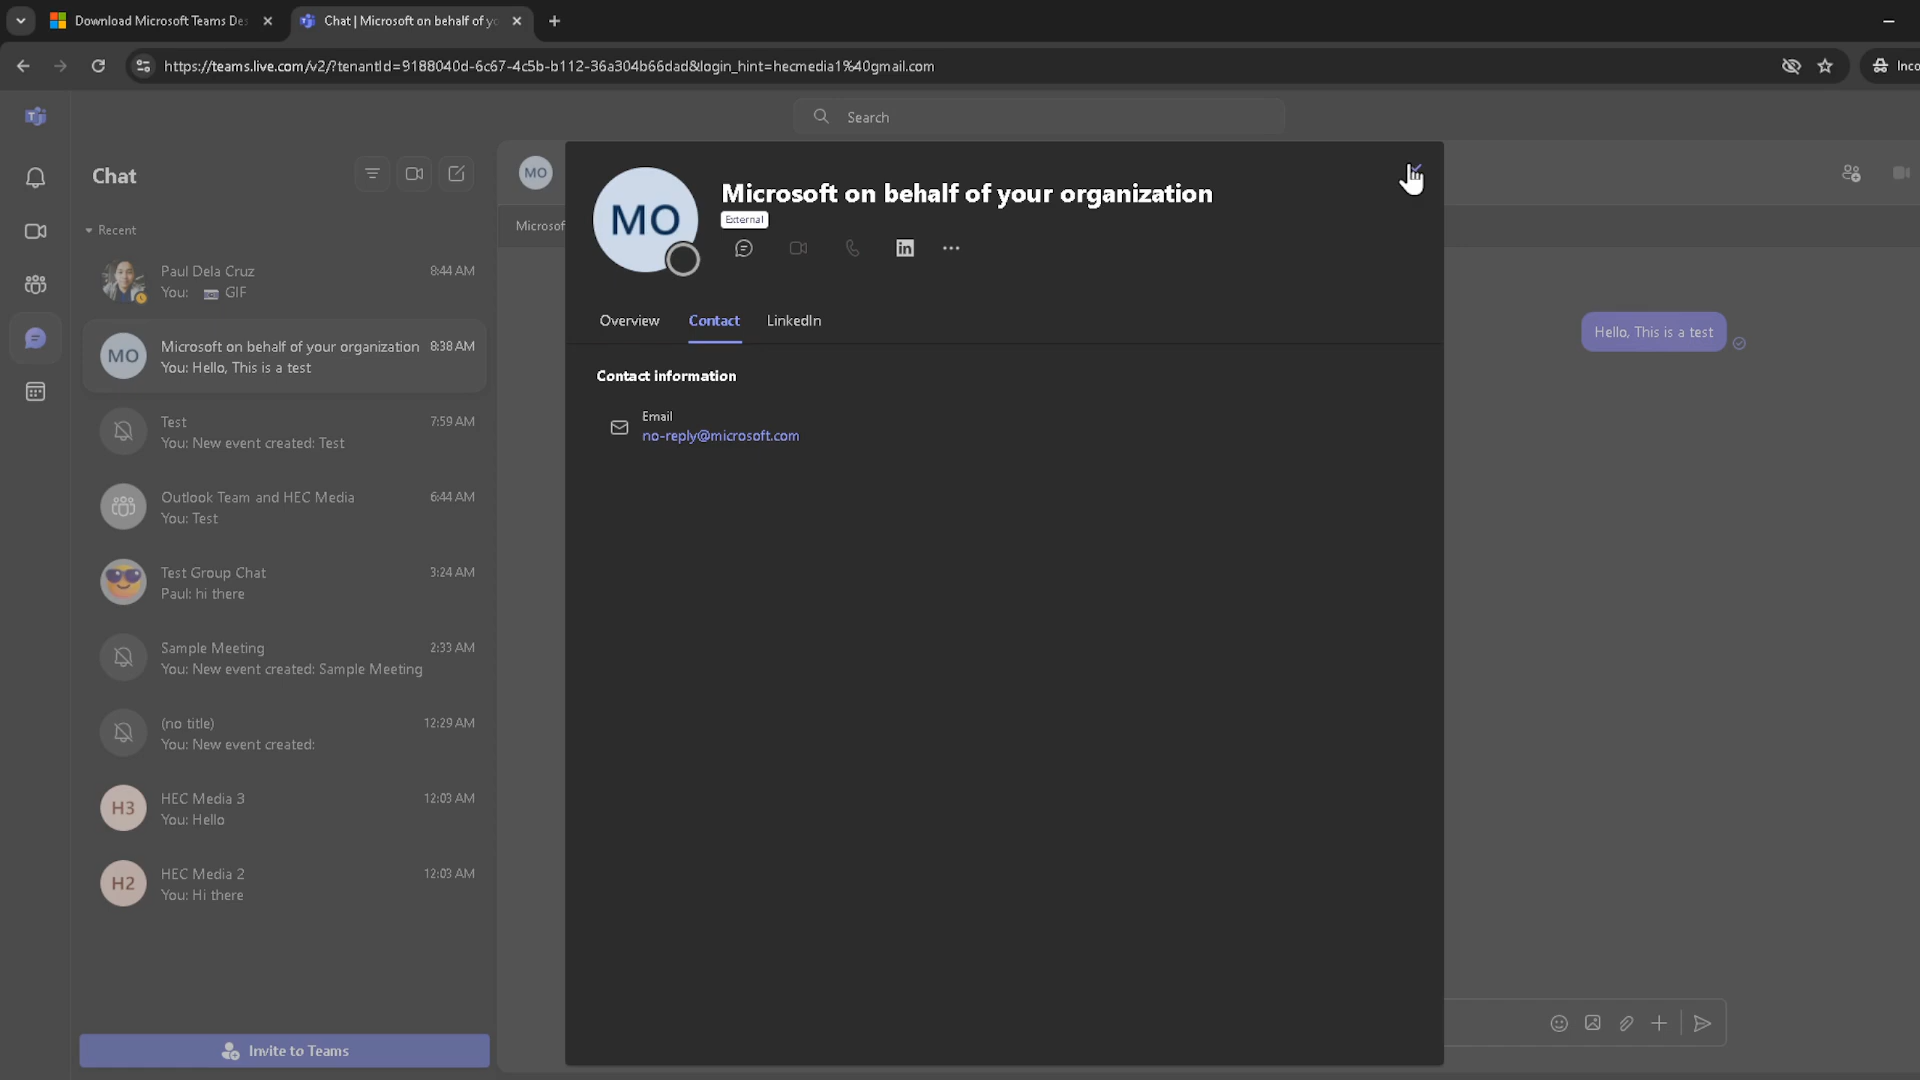 Download Microsoft Teams De
Chat | Microsoft on behalf of yo
https://teams.live.com/v2/?tenantId=9188040d-6c67-4c5b-b112-36a304b66dad&login_hint=hecmedia1%40gmail.com
Inco
Search
Chat
Recent
Paul Dela Cruz 8:44 AM
You: GIF
MO
Microsoft on behalf of your organization 8:38 AM
You: Hello, This is a test
Test 7:59 AM
You: New event created: Test
Outlook Team and HEC Media 6:44 AM
You: Test
Test Group Chat 3:24 AM
Paul: hi there
Sample Meeting 2:33 AM
You: New event created: Sample Meeting
(no title) 12:29 AM
You: New event created:
H3
HEC Media 3 12:03 AM
You: Hello
H2
HEC Media 2 12:03 AM
You: Hi there
Invite to Teams
MO
Microsof
MO
Microsoft on behalf of your organization
External
in
Overview Contact LinkedIn
Contact information
Email
no-reply@microsoft.com
Hello, This is a test